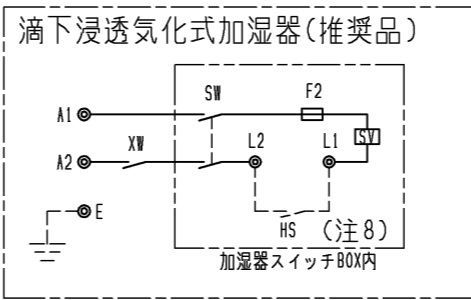 滴下浸透気化式加湿器(推奨品)
SW
F2
A1
SV
XW
L2
L1
A2
E
HS
(注8)
加湿器スイッチBOX内